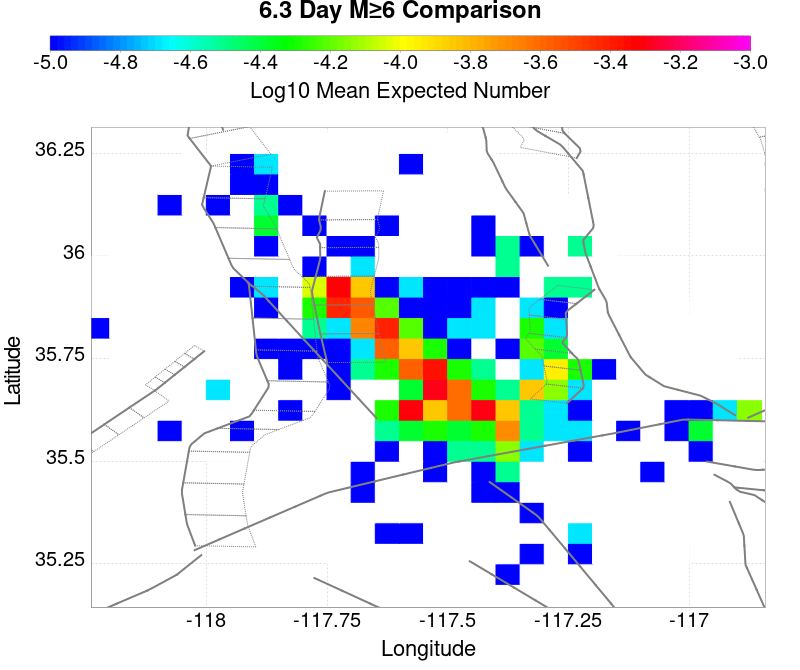 6.3 Day M≥6 Comparison
-5.0 -4.8 -4.6 -4.4 -4.2 -4.0 -3.8 -3.6 -3.4 -3.2 -3.0
Log10 Mean Expected Number
36.25
36
35.75
35.5
35.25
Latitude
-118 -117.75 -117.5 -117.25 -117
Longitude